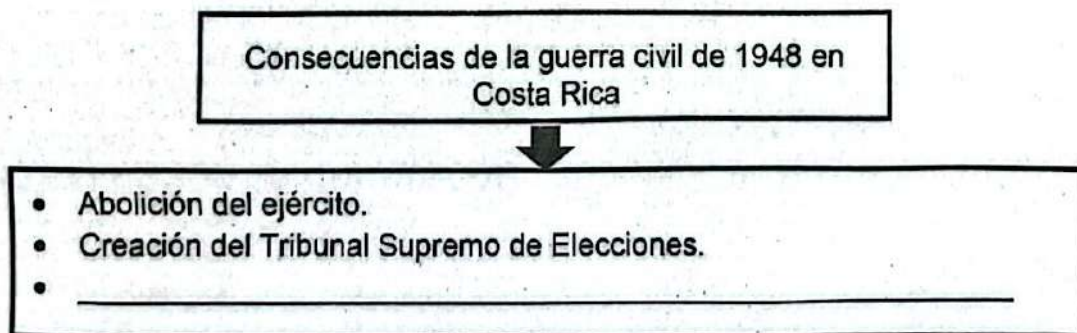 Consecuencias de la guerra civil de 1948 en
Costa Rica
• Abolición del ejército.
• Creación del Tribunal Supremo de Elecciones.
• ____________________